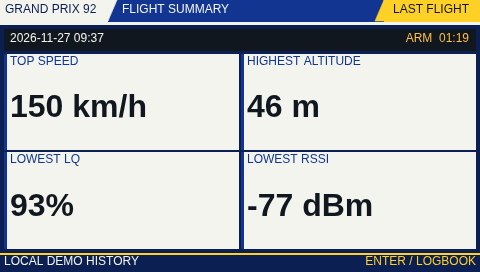 GRAND PRIX 92 FLIGHT SUMMARY LAST FLIGHT
2026-11-27 09:37 ARM 01:19
TOP SPEED HIGHEST ALTITUDE
150 km/h 46 m
LOWEST LQ LOWEST RSSI
93% -77 dBm
LOCAL DEMO HISTORY ENTER / LOGBOOK